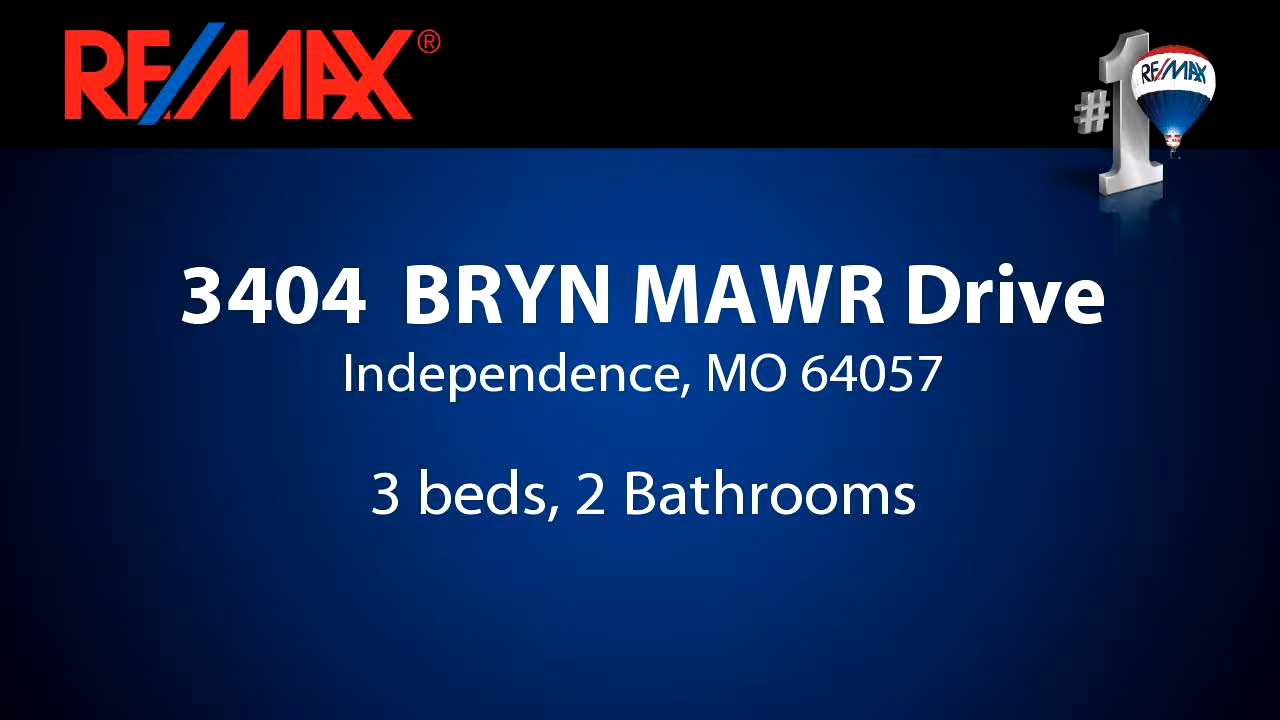 RE/MAX®
#1
RE/MAX
3404 BRYN MAWR Drive
Independence, MO 64057
3 beds, 2 Bathrooms